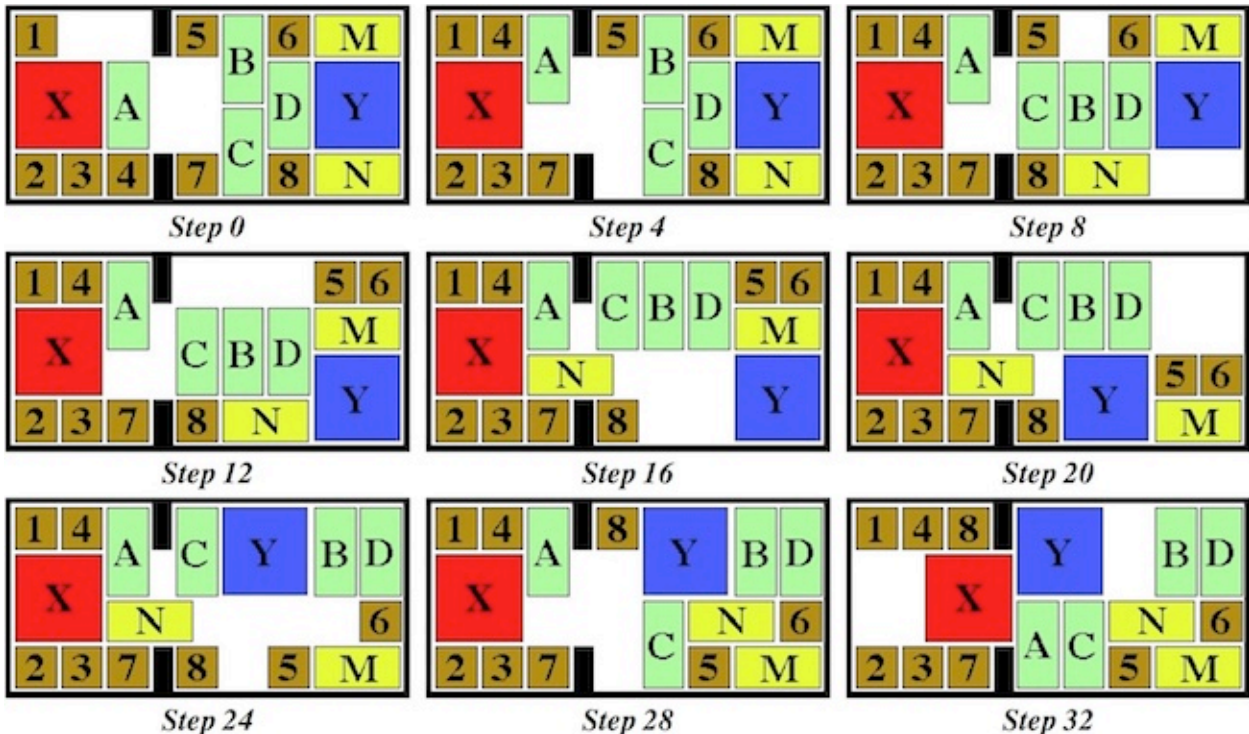 1 5 6 M
B
X A D Y
C
2 3 4 7 8 N
Step 0
1 4 5 6 M
A B
X D Y
C
2 3 7 8 N
Step 4
1 4 5 6 M
A
X C B D Y
2 3 7 8 N
Step 8
1 4 5 6
A M
X C B D
Y
2 3 7 8 N
Step 12
1 4 5 6
A C B D M
X
N
Y
2 3 7 8
Step 16
1 4
A C B D
X
N 5 6
Y
2 3 7 8 M
Step 20
1 4
A C Y B D
X
N 6
2 3 7 8 5 M
Step 24
1 4 8
A Y B D
X
C N 6
2 3 7 5 M
Step 28
1 4 8
Y B D
X
A C N 6
2 3 7 5 M
Step 32